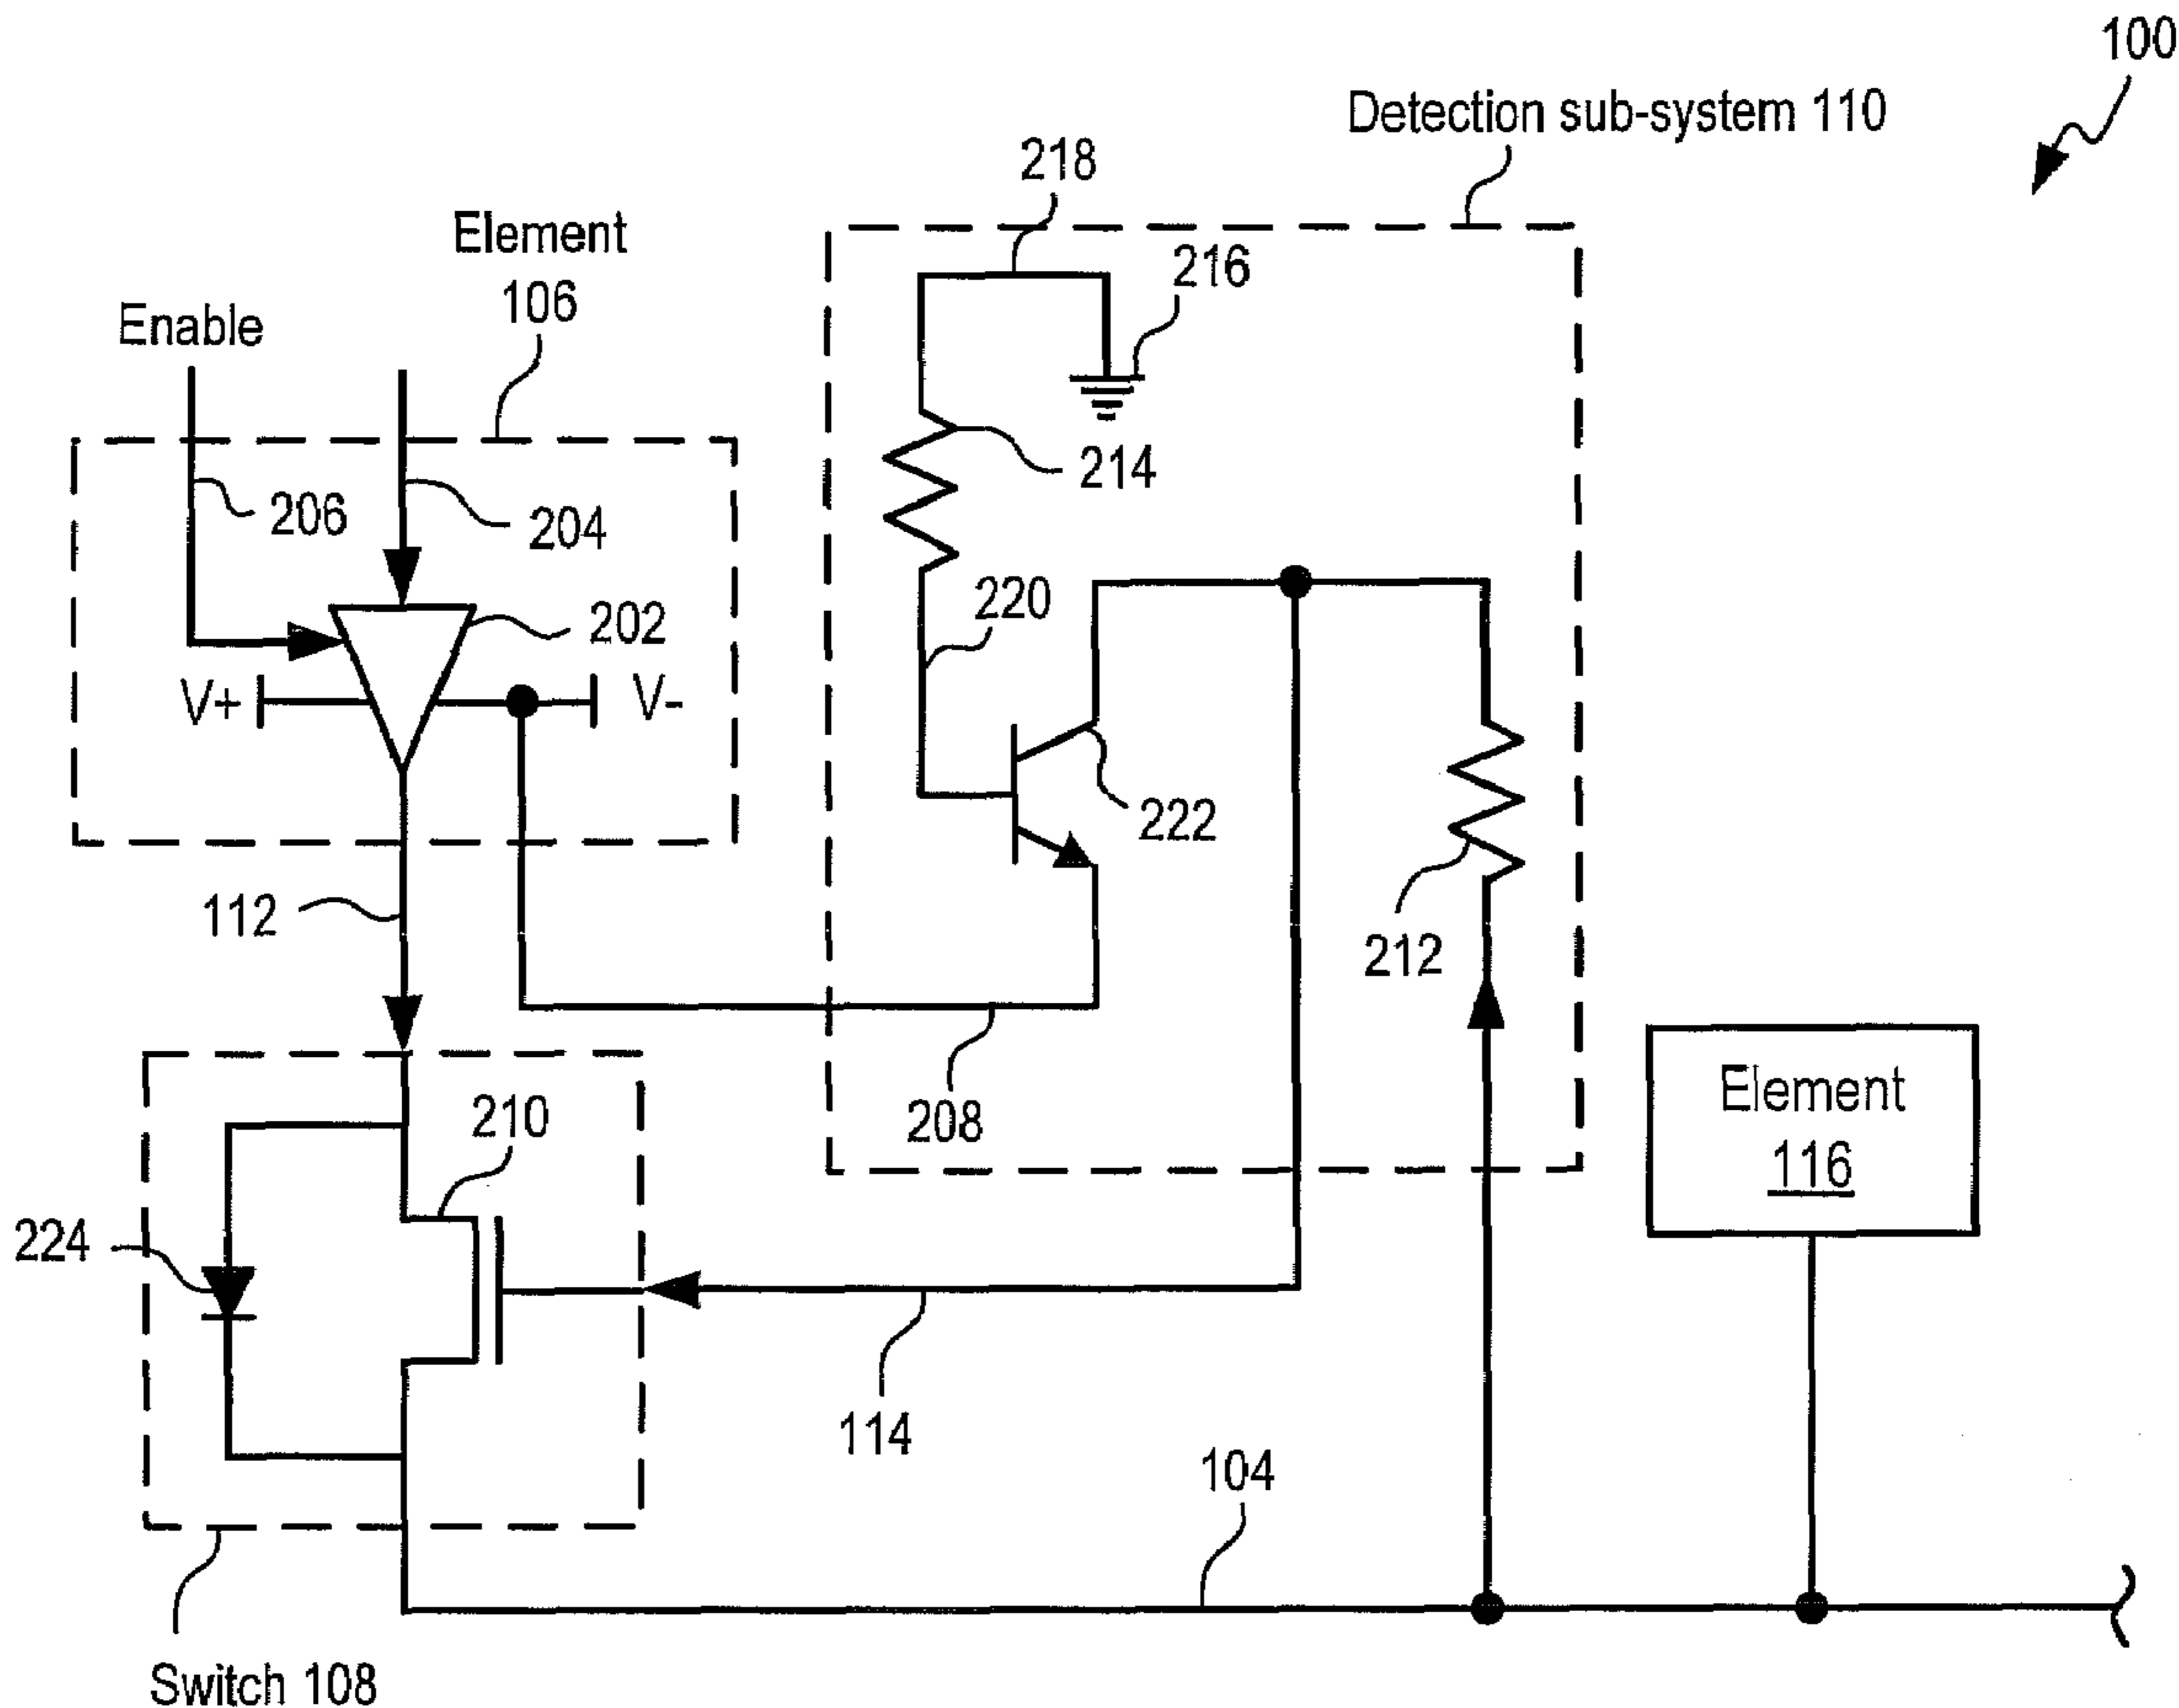 100
Detection sub-system 110
218
216
Element
106
Enable
214
206
204
220
202
V+
V-
222
112
212
208
Element
116
210
224
114
104
Switch 108